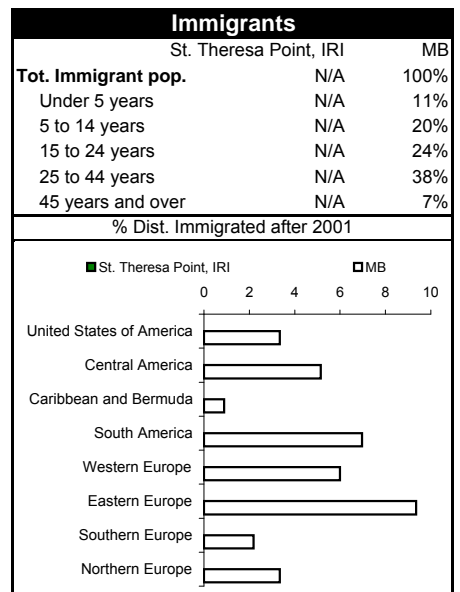 Immigrants
St. Theresa Point, IRI MB
Tot. Immigrant pop. N/A 100%
Under 5 years N/A 11%
5 to 14 years N/A 20%
15 to 24 years N/A 24%
25 to 44 years N/A 38%
45 years and over N/A 7%
% Dist. Immigrated after 2001
St. Theresa Point, IRI MB
0 2 4 6 8 10
United States of America
Central America
Caribbean and Bermuda
South America
Western Europe
Eastern Europe
Southern Europe
Northern Europe